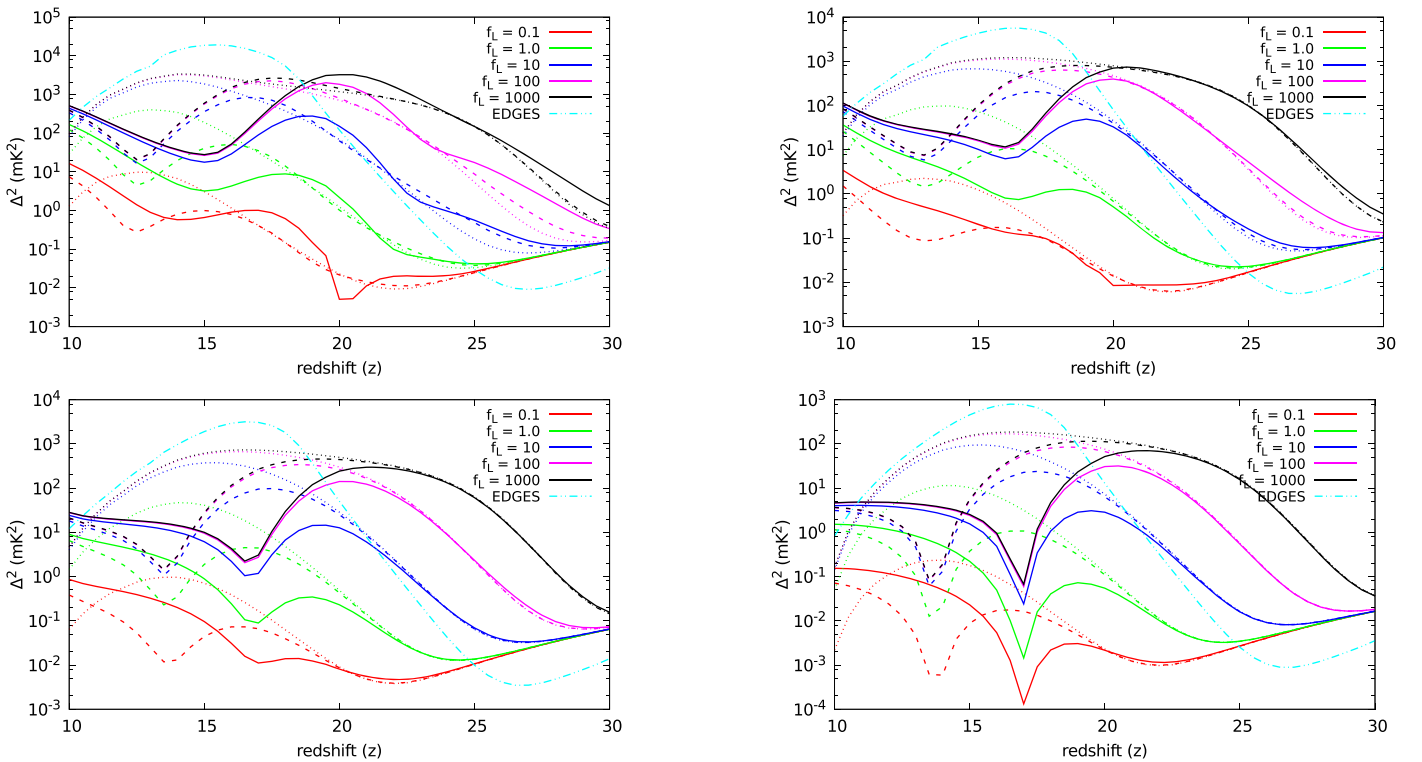 10^5
10^4
10^3
10^2
10^1
10^0
10^-1
10^-2
10^-3
Δ^2 (mK^2)
f_L = 0.1
f_L = 1.0
f_L = 10
f_L = 100
f_L = 1000
EDGES
10 15 20 25 30
redshift (z)
10^4
10^3
10^2
10^1
10^0
10^-1
10^-2
10^-3
Δ^2 (mK^2)
f_L = 0.1
f_L = 1.0
f_L = 10
f_L = 100
f_L = 1000
EDGES
10 15 20 25 30
redshift (z)
10^4
10^3
10^2
10^1
10^0
10^-1
10^-2
10^-3
Δ^2 (mK^2)
f_L = 0.1
f_L = 1.0
f_L = 10
f_L = 100
f_L = 1000
EDGES
10 15 20 25 30
redshift (z)
10^3
10^2
10^1
10^0
10^-1
10^-2
10^-3
10^-4
Δ^2 (mK^2)
f_L = 0.1
f_L = 1.0
f_L = 10
f_L = 100
f_L = 1000
EDGES
10 15 20 25 30
redshift (z)